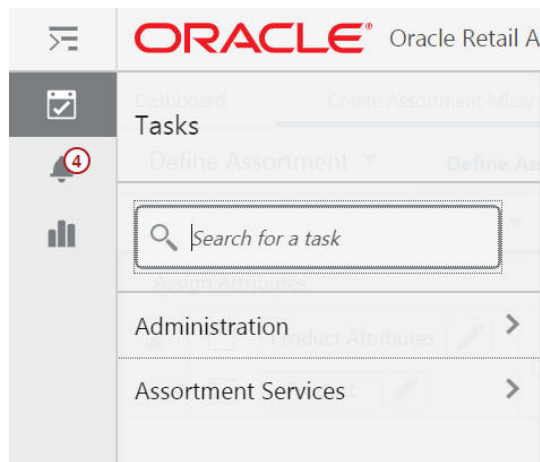 ORACLE® Oracle Retail A
Dashboard Create Assortment Missy
Tasks
4
Define Assortment Define As
Search for a task
Assign Attributes
Administration
Product Attributes
Assortment Services